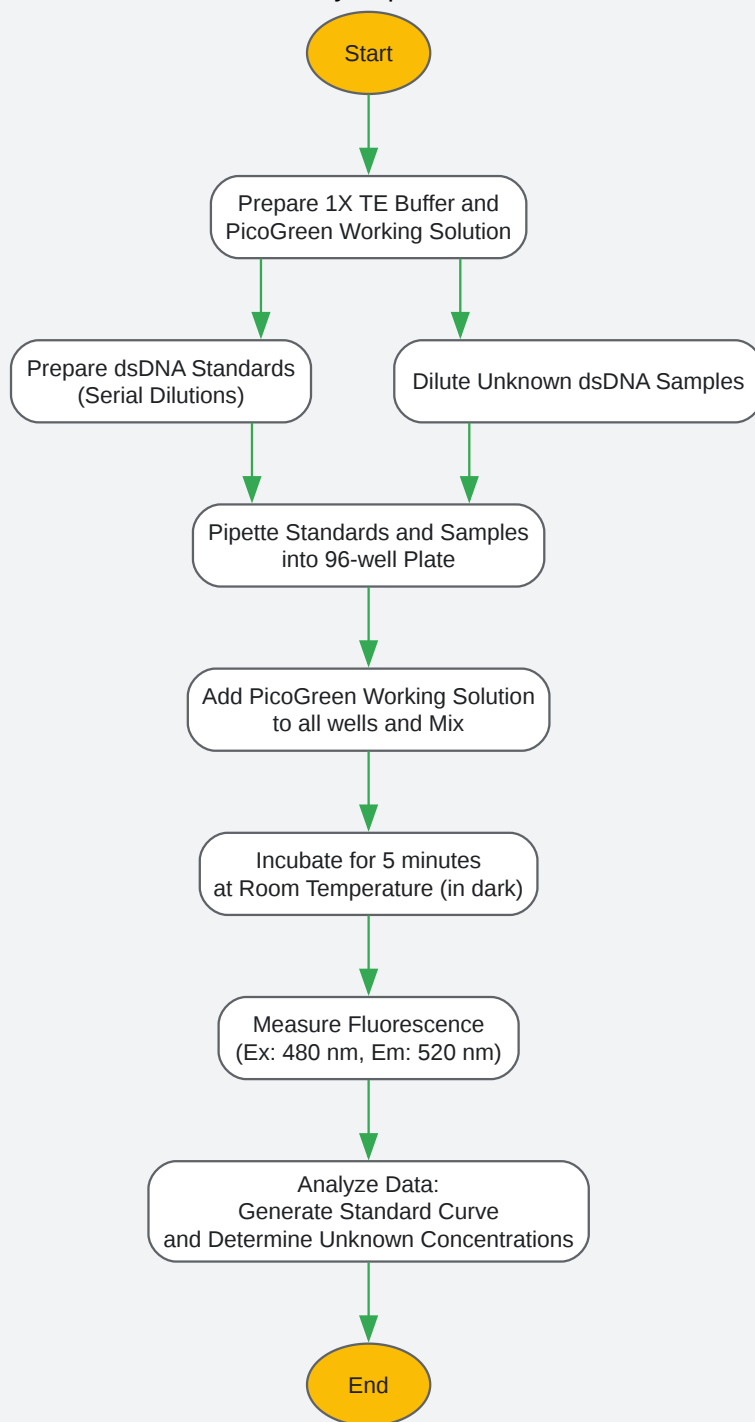 Start
Prepare 1X TE Buffer and
PicoGreen Working Solution
Prepare dsDNA Standards
(Serial Dilutions)
Dilute Unknown dsDNA Samples
Pipette Standards and Samples
into 96-well Plate
Add PicoGreen Working Solution
to all wells and Mix
Incubate for 5 minutes
at Room Temperature (in dark)
Measure Fluorescence
(Ex: 480 nm, Em: 520 nm)
Analyze Data:
Generate Standard Curve
and Determine Unknown Concentrations
End